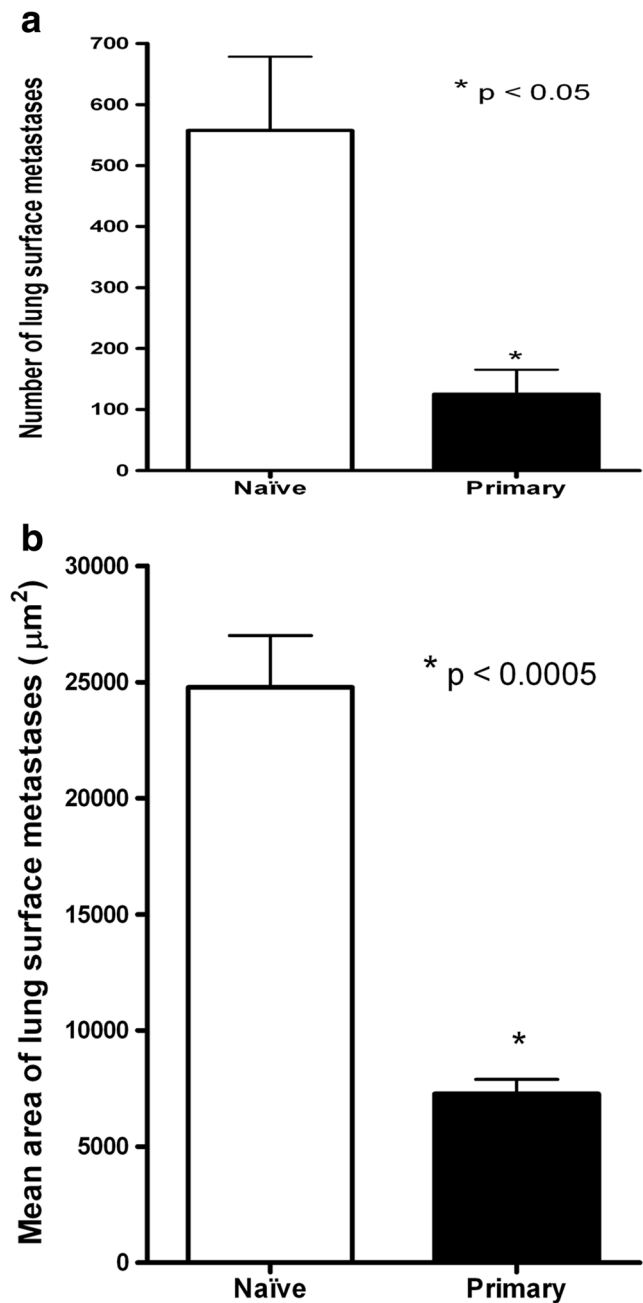 a
Number of lung surface metastases
700
600
500
400
300
200
100
0
* p < 0.05
*
Naïve
Primary
b
Mean area of lung surface metastases (μm²)
30000
25000
20000
15000
10000
5000
0
* p < 0.0005
*
Naïve
Primary